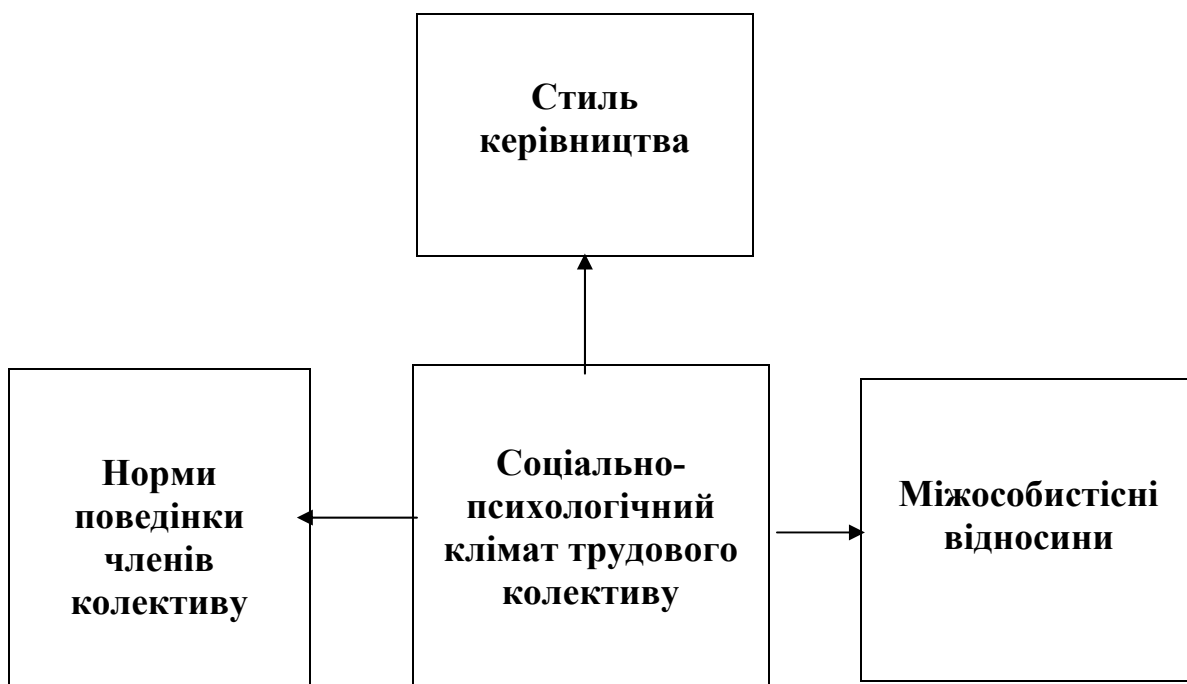 Стиль
керівництва
Норми
поведінки
членів
колективу
Соціально-
психологічний
клімат трудового
колективу
Міжособистісні
відносини